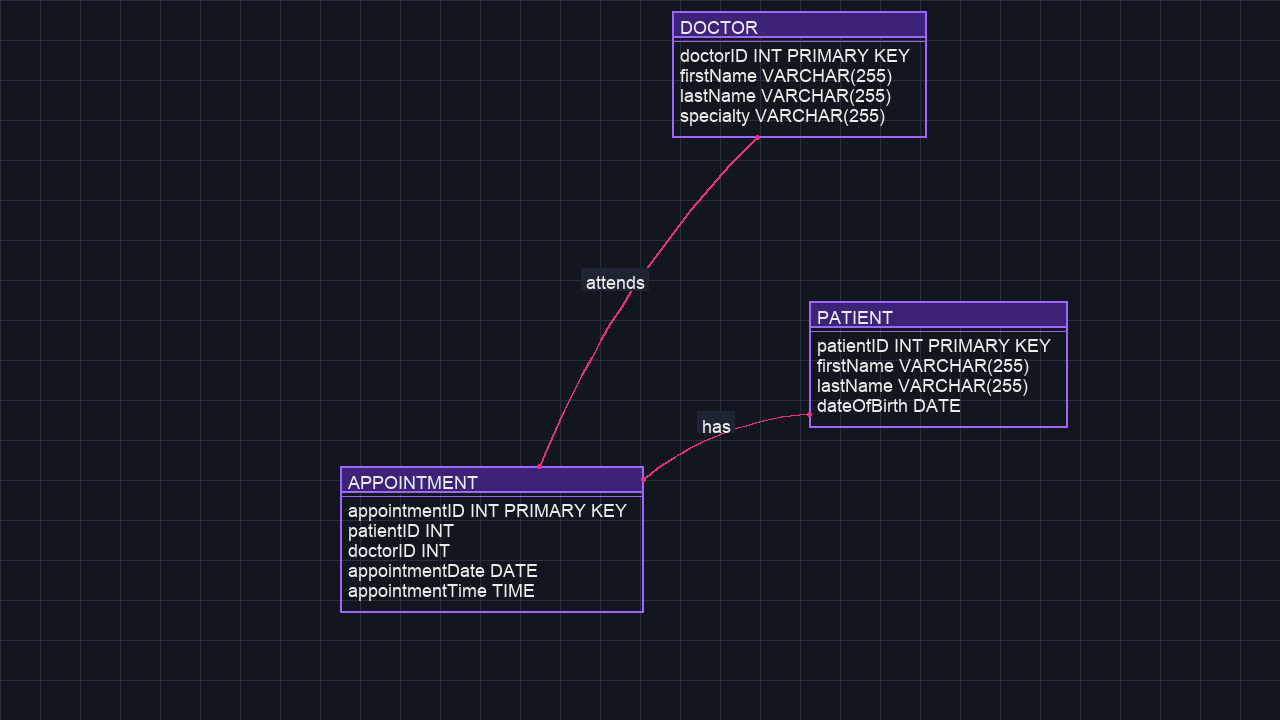 DOCTOR
doctorID INT PRIMARY KEY
firstName VARCHAR(255)
lastName VARCHAR(255)
specialty VARCHAR(255)
attends
PATIENT
patientID INT PRIMARY KEY
firstName VARCHAR(255)
lastName VARCHAR(255)
dateOfBirth DATE
has
APPOINTMENT
appointmentID INT PRIMARY KEY
patientID INT
doctorID INT
appointmentDate DATE
appointmentTime TIME